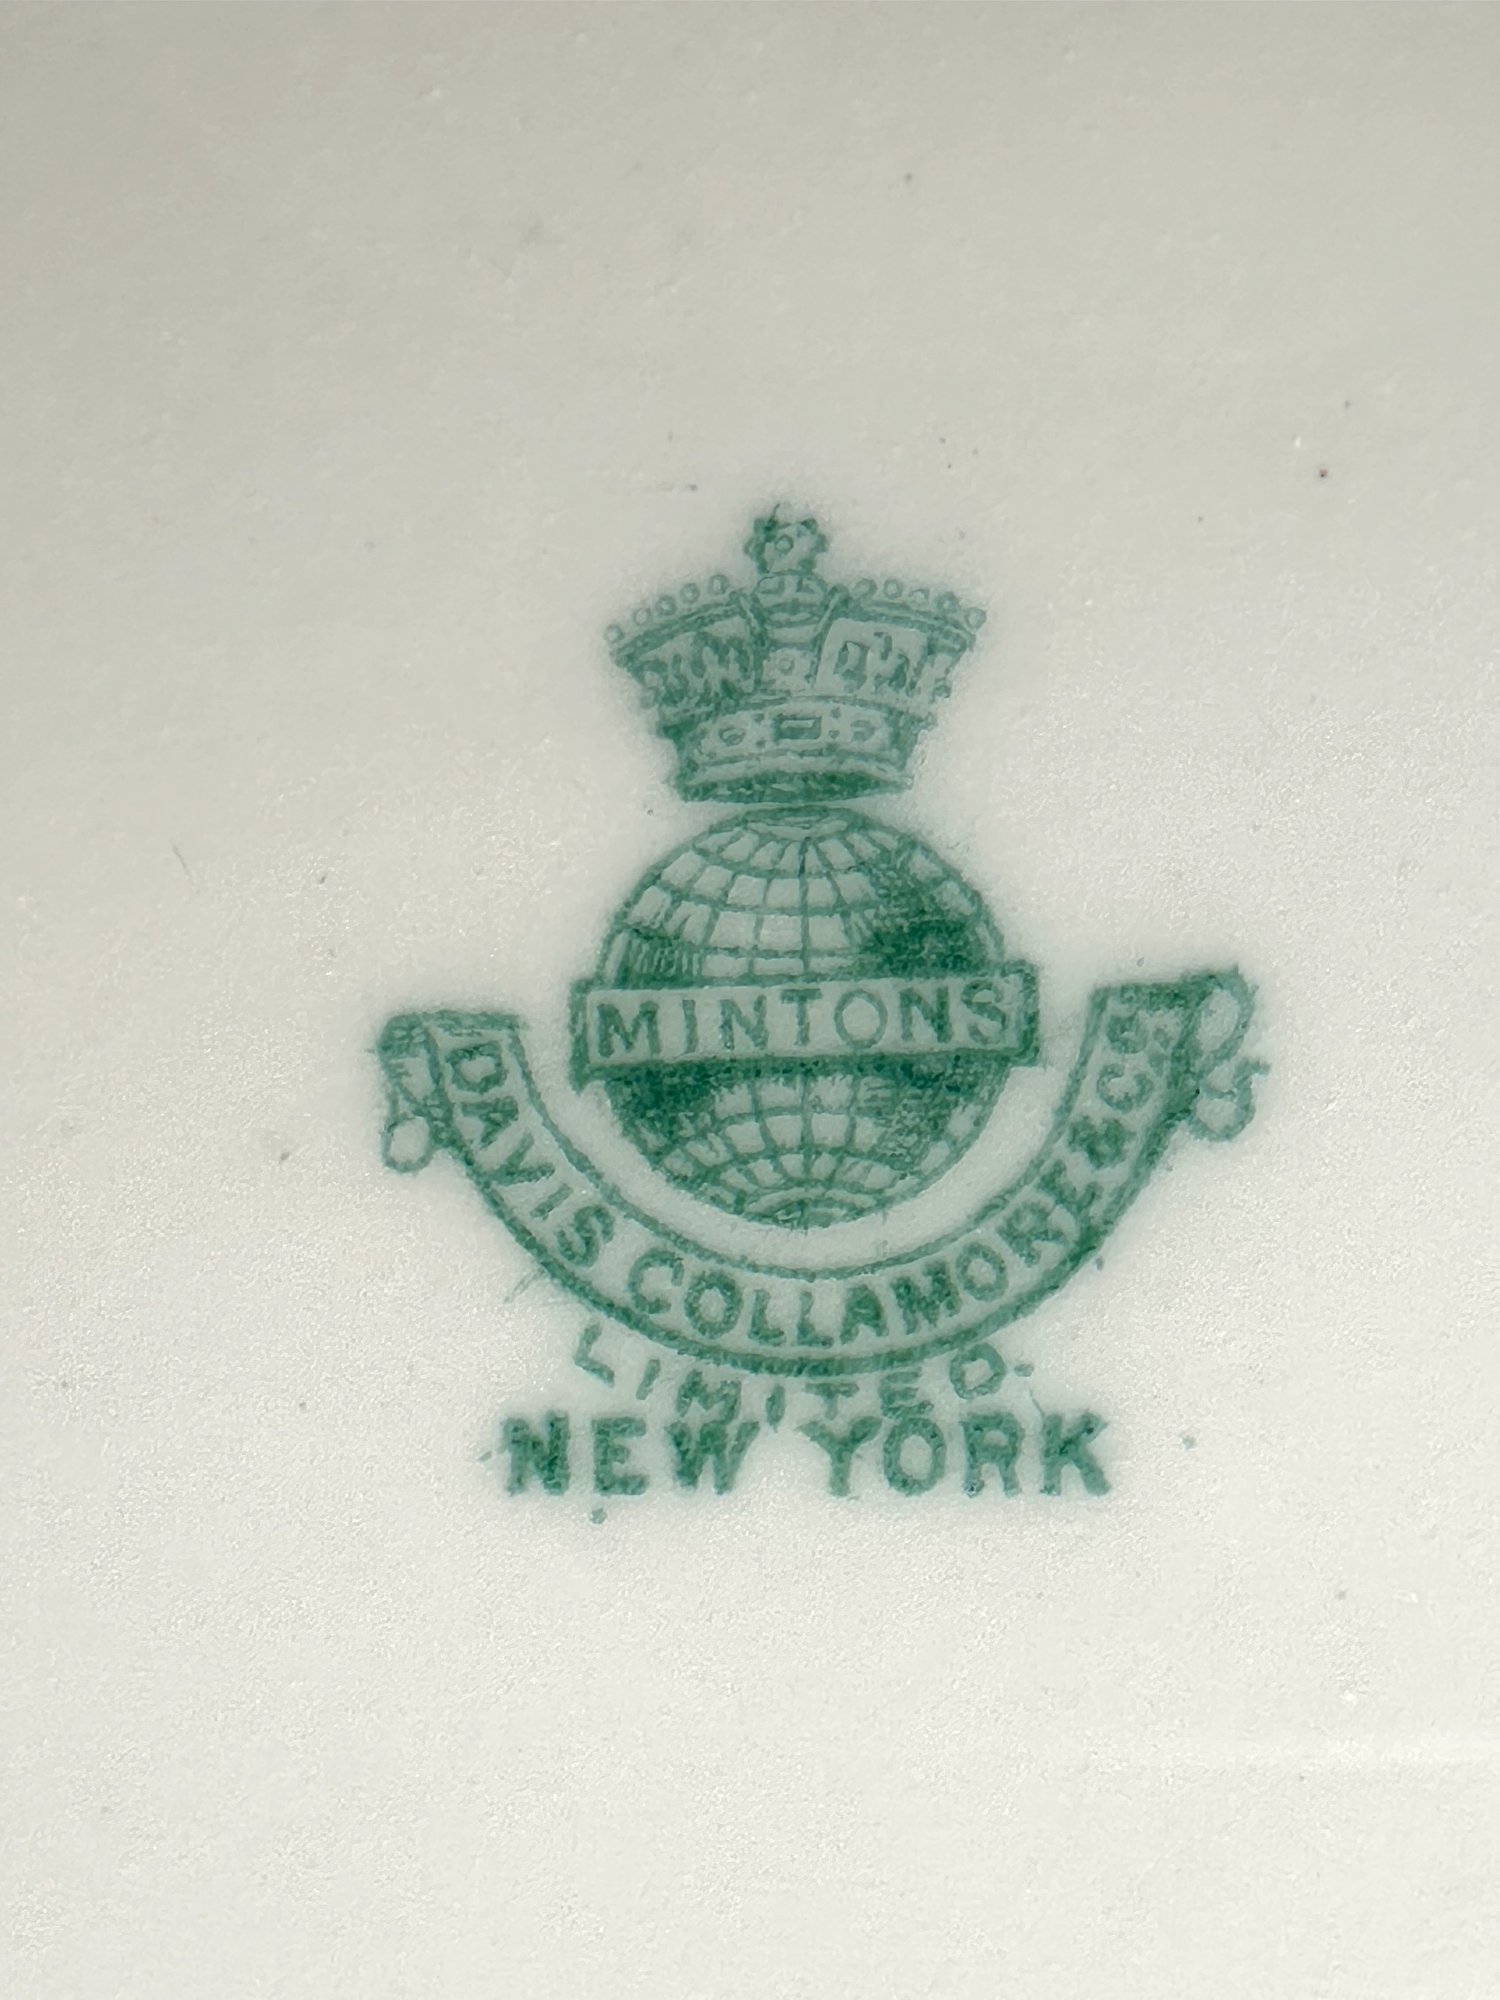 MINTONS
DAVIS COLLAMORE & CO
LIMITED.
NEW YORK